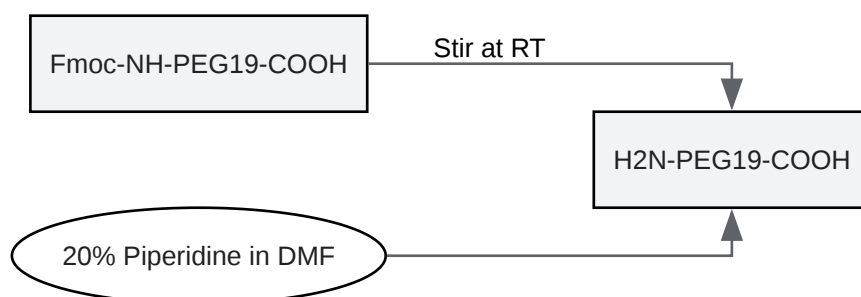 Fmoc-NH-PEG19-COOH
Stir at RT
H2N-PEG19-COOH
20% Piperidine in DMF